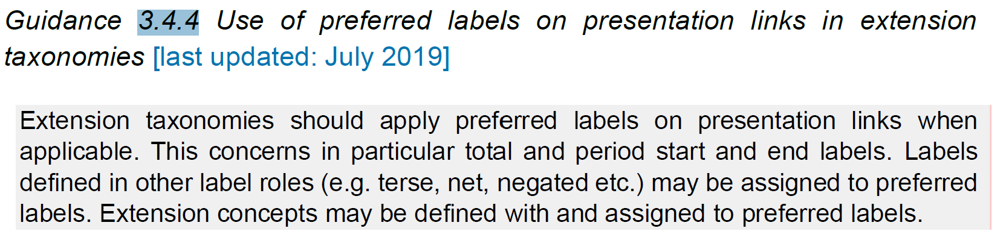 Guidance 3.4.4 Use of preferred labels on presentation links in extension
taxonomies [last updated: July 2019]
Extension taxonomies should apply preferred labels on presentation links when
applicable. This concerns in particular total and period start and end labels. Labels
defined in other label roles (e.g. terse, net, negated etc.) may be assigned to preferred
labels. Extension concepts may be defined with and assigned to preferred labels.